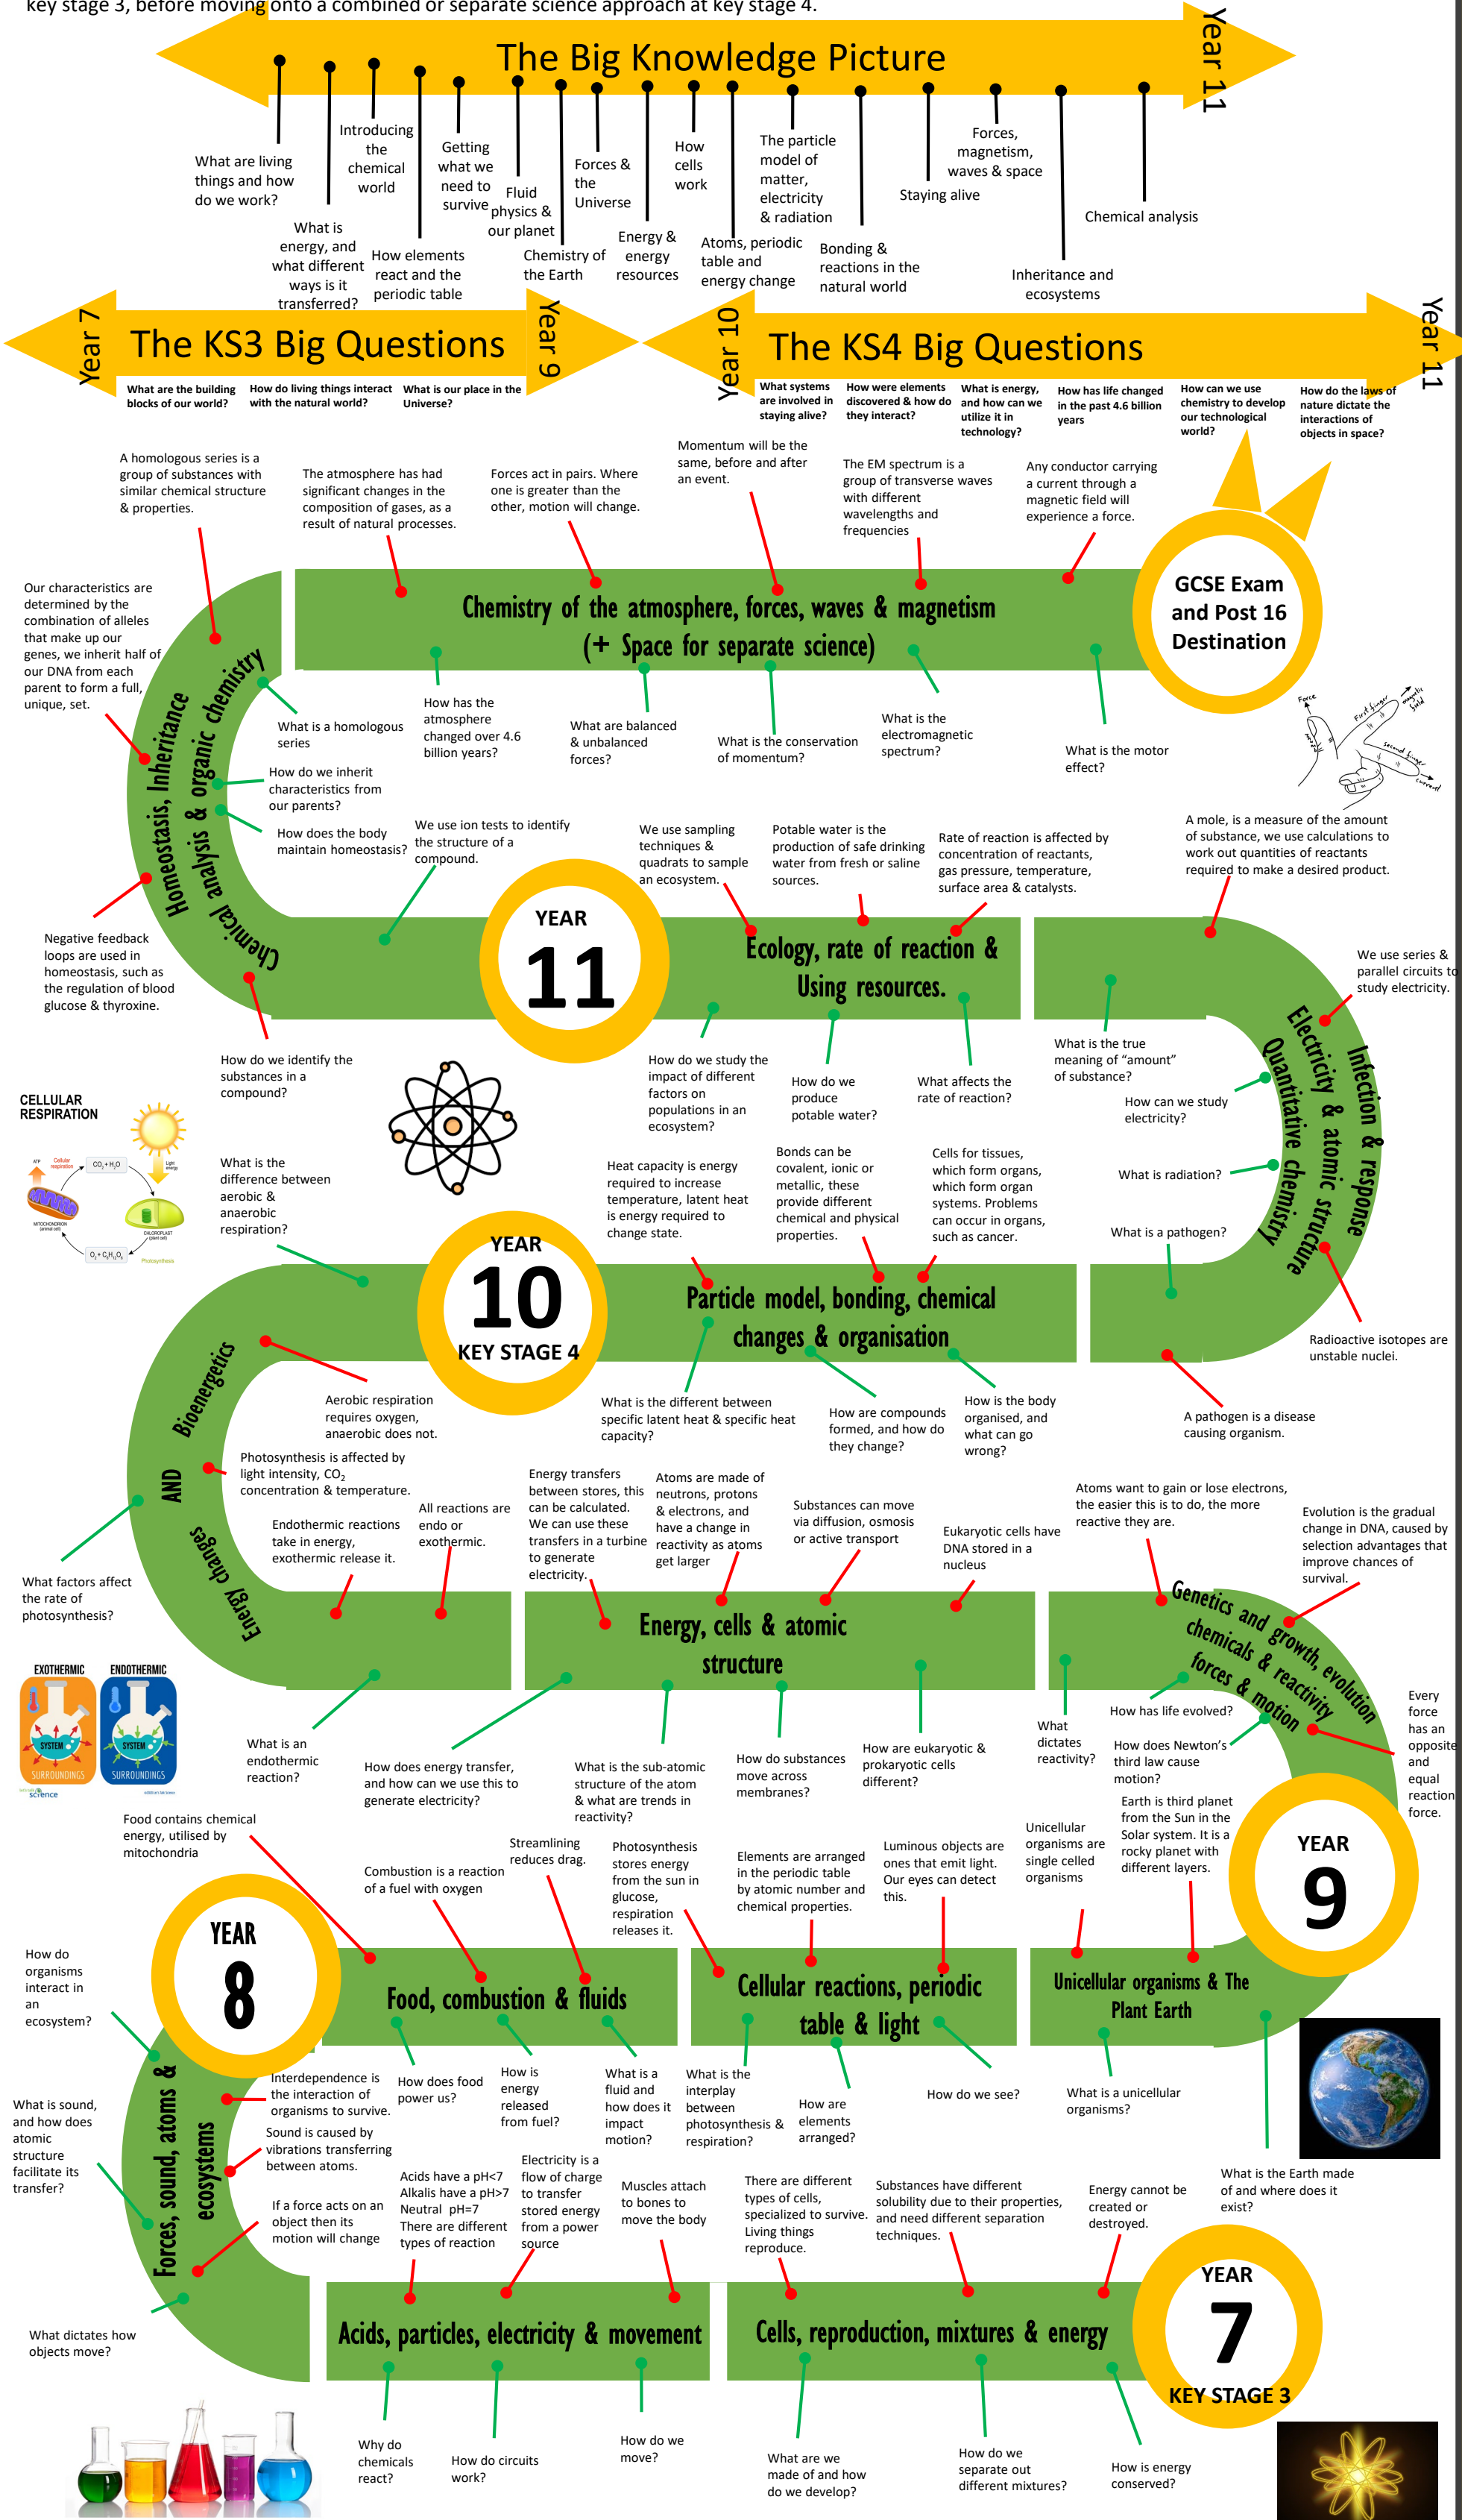 key stage 3, before moving onto a combined or separate science approach at key stage 4.
The Big Knowledge Picture
Year 11
What are living
things and how
do we work?
What is
energy, and
what different
ways is it
transferred?
Introducing
the
chemical
world
How elements
react and the
periodic table
Getting
what we
need to
survive
Fluid
physics &
our planet
Chemistry of
the Earth
Forces &
the
Universe
Energy &
energy
resources
How
cells
work
Atoms, periodic
table and
energy change
The particle
model of
matter,
electricity
& radiation
Bonding &
reactions in the
natural world
Staying alive
Forces,
magnetism,
waves & space
Inheritance and
ecosystems
Chemical analysis
Year 7
The KS3 Big Questions
Year 9
Year 10
The KS4 Big Questions
Year 11
What are the building
blocks of our world?
How do living things interact
with the natural world?
What is our place in the
Universe?
What systems
are involved in
staying alive?
How were elements
discovered & how do
they interact?
What is energy,
and how can we
utilize it in
technology?
How has life changed
in the past 4.6 billion
years
How can we use
chemistry to develop
our technological
world?
How do the laws of
nature dictate the
interactions of
objects in space?
A homologous series is a
group of substances with
similar chemical structure
& properties.
The atmosphere has had
significant changes in the
composition of gases, as a
result of natural processes.
Forces act in pairs. Where
one is greater than the
other, motion will change.
Momentum will be the
same, before and after
an event.
The EM spectrum is a
group of transverse waves
with different
wavelengths and
frequencies
Any conductor carrying
a current through a
magnetic field will
experience a force.
GCSE Exam
and Post 16
Destination
Chemistry of the atmosphere, forces, waves & magnetism
(+ Space for separate science)
Our characteristics are
determined by the
combination of alleles
that make up our
genes, we inherit half of
our DNA from each
parent to form a full,
unique, set.
Homeostasis, Inheritance
Chemical analysis & organic chemistry
What is a homologous
series
How has the
atmosphere
changed over 4.6
billion years?
What are balanced
& unbalanced
forces?
What is the conservation
of momentum?
What is the
electromagnetic
spectrum?
What is the motor
effect?
Force
First finger
magnetic
field
second finger
current
How do we inherit
characteristics from
our parents?
How does the body
maintain homeostasis?
We use ion tests to identify
the structure of a
compound.
Negative feedback
loops are used in
homeostasis, such as
the regulation of blood
glucose & thyroxine.
YEAR
11
We use sampling
techniques &
quadrats to sample
an ecosystem.
Potable water is the
production of safe drinking
water from fresh or saline
sources.
Rate of reaction is affected by
concentration of reactants,
gas pressure, temperature,
surface area & catalysts.
A mole, is a measure of the amount
of substance, we use calculations to
work out quantities of reactants
required to make a desired product.
Ecology, rate of reaction &
Using resources.
We use series &
parallel circuits to
study electricity.
Infection & response
Electricity & atomic structure
Quantitative chemistry
How do we identify the
substances in a
compound?
How do we study the
impact of different
factors on
populations in an
ecosystem?
How do we
produce
potable water?
What affects the
rate of reaction?
What is the true
meaning of “amount”
of substance?
How can we study
electricity?
What is radiation?
What is a pathogen?
CELLULAR
RESPIRATION
ATP
Cellular
respiration
CO2 + H2O
Light
energy
MITOCHONDRION
(animal cell)
CHLOROPLAST
(plant cell)
O2 + C6H12O6
Photosynthesis
What is the
difference between
aerobic &
anaerobic
respiration?
Heat capacity is energy
required to increase
temperature, latent heat
is energy required to
change state.
Bonds can be
covalent, ionic or
metallic, these
provide different
chemical and physical
properties.
Cells for tissues,
which form organs,
which form organ
systems. Problems
can occur in organs,
such as cancer.
YEAR
10
KEY STAGE 4
Particle model, bonding, chemical
changes & organisation
Radioactive isotopes are
unstable nuclei.
Bioenergetics
AND
Energy changes
Aerobic respiration
requires oxygen,
anaerobic does not.
What is the different between
specific latent heat & specific heat
capacity?
How are compounds
formed, and how do
they change?
How is the body
organised, and
what can go
wrong?
A pathogen is a disease
causing organism.
Photosynthesis is affected by
light intensity, CO2
concentration & temperature.
Endothermic reactions
take in energy,
exothermic release it.
All reactions are
endo or
exothermic.
Energy transfers
between stores, this
can be calculated.
We can use these
transfers in a turbine
to generate
electricity.
Atoms are made of
neutrons, protons
& electrons, and
have a change in
reactivity as atoms
get larger
Substances can move
via diffusion, osmosis
or active transport
Eukaryotic cells have
DNA stored in a
nucleus
Atoms want to gain or lose electrons,
the easier this is to do, the more
reactive they are.
Evolution is the gradual
change in DNA, caused by
selection advantages that
improve chances of
survival.
What factors affect
the rate of
photosynthesis?
Energy, cells & atomic
structure
Genetics and growth, evolution
chemicals & reactivity
forces & motion
EXOTHERMIC
ENDOTHERMIC
SYSTEM
SYSTEM
SURROUNDINGS
SURROUNDINGS
science
What is an
endothermic
reaction?
How does energy transfer,
and how can we use this to
generate electricity?
What is the sub-atomic
structure of the atom
& what are trends in
reactivity?
How do substances
move across
membranes?
How are eukaryotic &
prokaryotic cells
different?
What
dictates
reactivity?
How has life evolved?
How does Newton’s
third law cause
motion?
Every
force
has an
opposite
and
equal
reaction
force.
Food contains chemical
energy, utilised by
mitochondria
Combustion is a reaction
of a fuel with oxygen
Streamlining
reduces drag.
Photosynthesis
stores energy
from the sun in
glucose,
respiration
releases it.
Elements are arranged
in the periodic table
by atomic number and
chemical properties.
Luminous objects are
ones that emit light.
Our eyes can detect
this.
Unicellular
organisms are
single celled
organisms
Earth is third planet
from the Sun in the
Solar system. It is a
rocky planet with
different layers.
YEAR
9
YEAR
8
How do
organisms
interact in
an
ecosystem?
Food, combustion & fluids
Cellular reactions, periodic
table & light
Unicellular organisms & The
Plant Earth
Forces, sound, atoms &
ecosystems
Interdependence is
the interaction of
organisms to survive.
How does food
power us?
How is
energy
released
from fuel?
What is a
fluid and
how does it
impact
motion?
What is the
interplay
between
photosynthesis &
respiration?
How are
elements
arranged?
How do we see?
What is a unicellular
organisms?
What is the Earth made
of and where does it
exist?
What is sound,
and how does
atomic
structure
facilitate its
transfer?
Sound is caused by
vibrations transferring
between atoms.
If a force acts on an
object then its
motion will change
Acids have a pH<7
Alkalis have a pH>7
Neutral pH=7
There are different
types of reaction
Electricity is a
flow of charge
to transfer
stored energy
from a power
source
Muscles attach
to bones to
move the body
There are different
types of cells,
specialized to survive.
Living things
reproduce.
Substances have different
solubility due to their properties,
and need different separation
techniques.
Energy cannot be
created or
destroyed.
YEAR
7
KEY STAGE 3
What dictates how
objects move?
Acids, particles, electricity & movement
Cells, reproduction, mixtures & energy
Why do
chemicals
react?
How do circuits
work?
How do we
move?
What are we
made of and how
do we develop?
How do we
separate out
different mixtures?
How is energy
conserved?